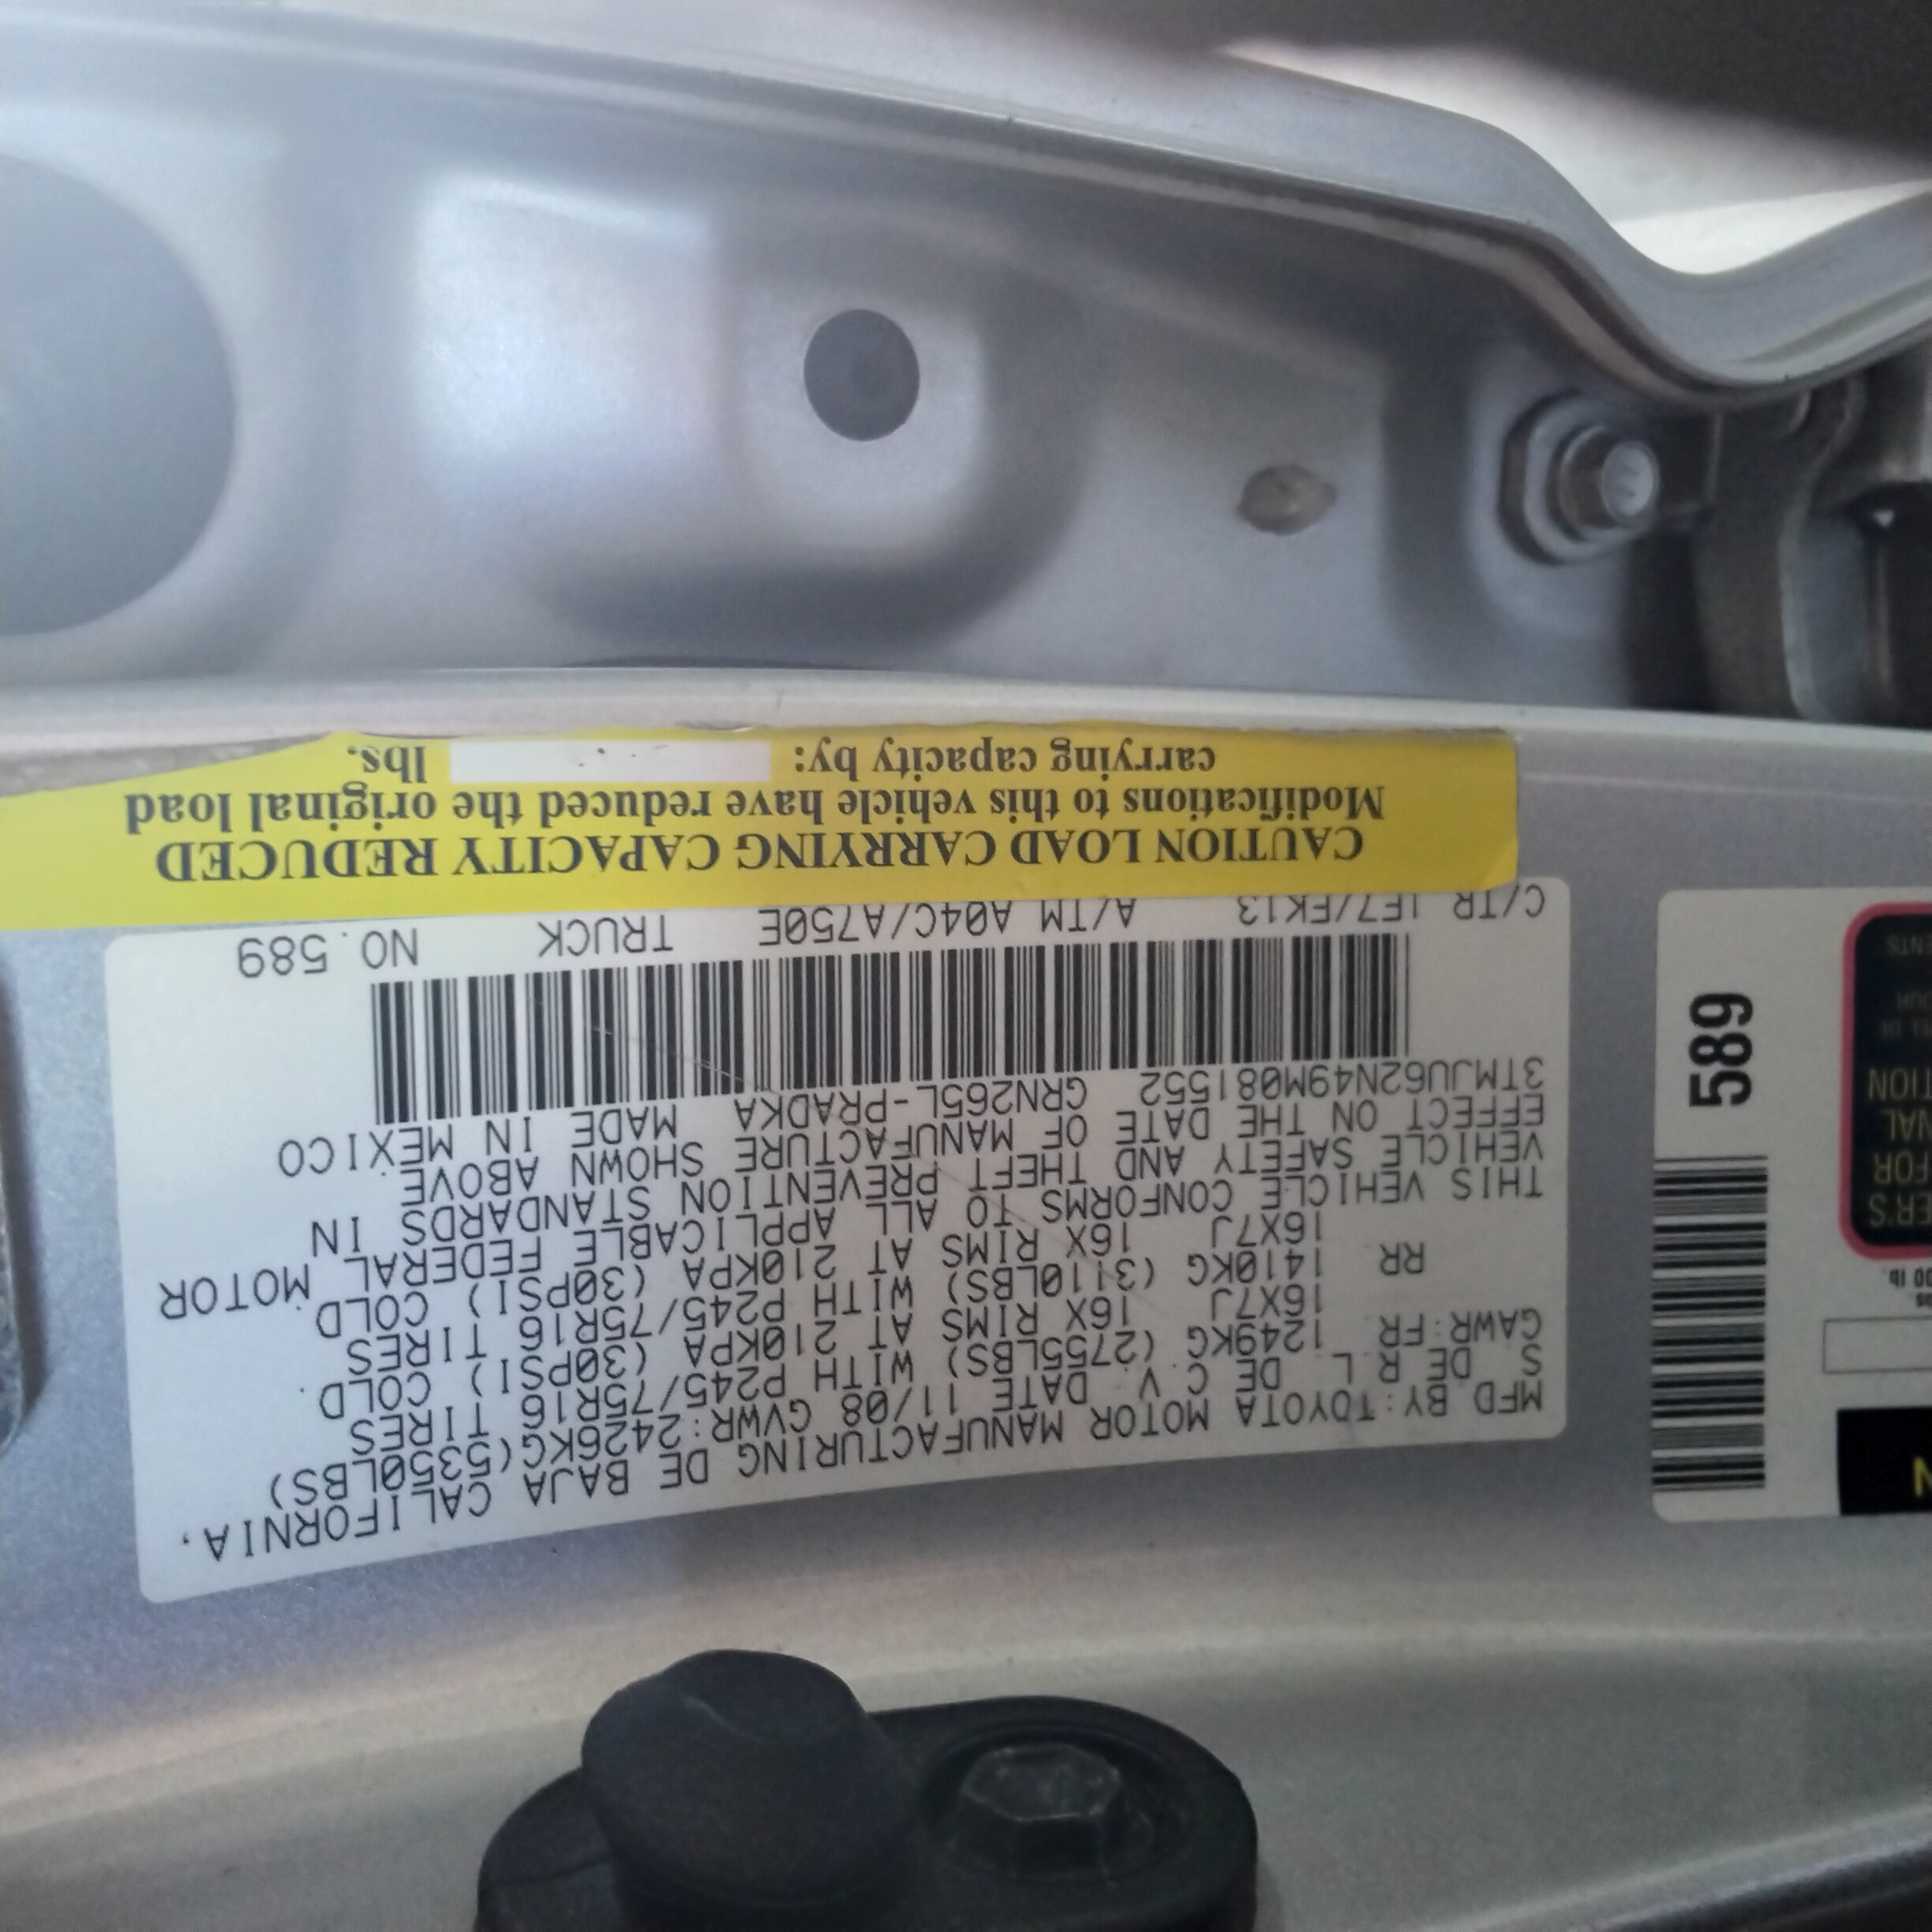 MFD BY:TOYOTA MOTOR MANUFACTURING DE BAJA CALIFORNIA,
S. DE R.L. DE C.V. DATE 11/08 GVWR:2426KG(5350LBS)
GAWR:FR 1249KG (2755LBS) WITH P245/75R16 TIRES
16X7J 16X RIMS AT 210KPA (30PSI) COLD.
RR 1410KG (3110LBS) WITH P245/75R16 TIRES
16X7J 16X RIMS AT 210KPA (30PSI) COLD
THIS VEHICLE CONFORMS TO ALL APPLICABLE FEDERAL MOTOR
VEHICLE SAFETY AND THEFT PREVENTION STANDARDS IN
EFFECT ON THE DATE OF MANUFACTURE SHOWN ABOVE.
3TMJU62N49M081552 GRN265L-PRADKA MADE IN MEXICO
C/TR 1F7/FK13 A/TM A04C/A750E TRUCK NO.589
CAUTION LOAD CARRYING CAPACITY REDUCED
Modifications to this vehicle have reduced the original load
carrying capacity by: lbs.
589